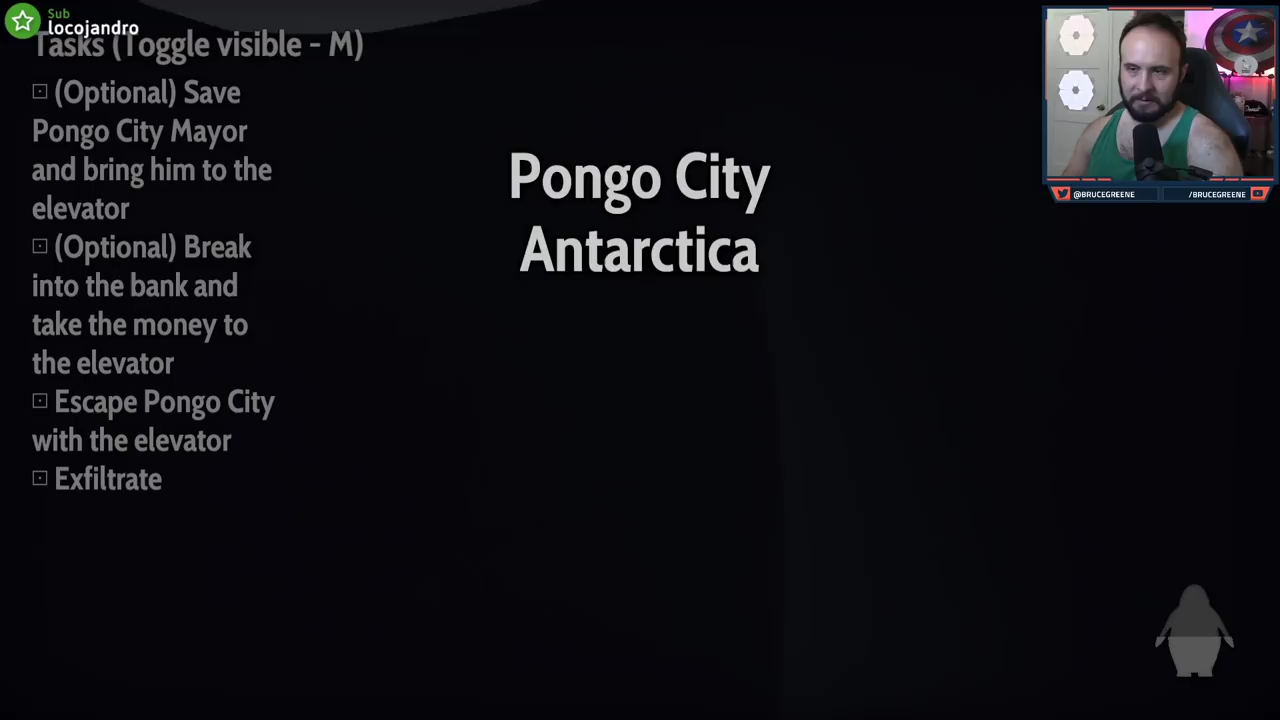 Sub
locojandro
Tasks (Toggle visible - M)
(Optional) Save
Pongo City Mayor
and bring him to the
elevator
(Optional) Break
into the bank and
take the money to
the elevator
Escape Pongo City
with the elevator
Exfiltrate
Pongo City
Antarctica
@BRUCEGREENE
/BRUCEGREENE